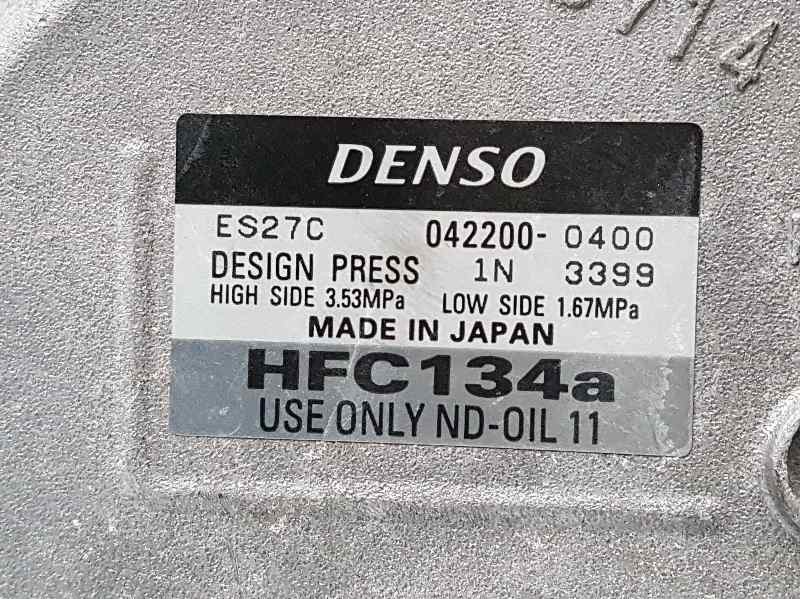 DENSO
ES27C 042200-0400
DESIGN PRESS 1N 3399
HIGH SIDE 3.53MPa LOW SIDE 1.67MPa
MADE IN JAPAN
HFC134a
USE ONLY ND-OIL 11